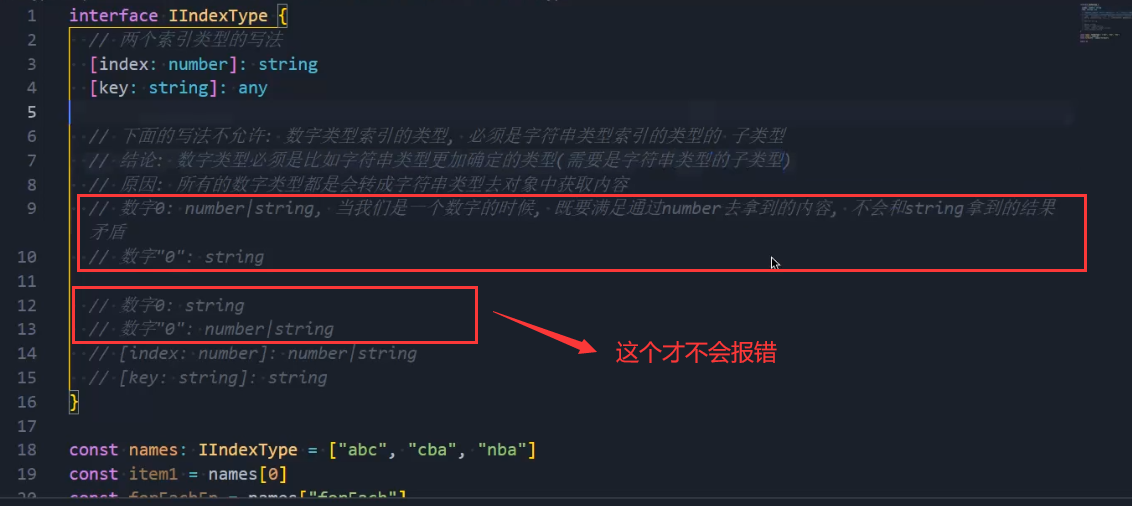 1 interface IIndexType {
2 // 两个索引类型的写法
3 [index: number]: string
4 [key: string]: any
5
6 // 下面的写法不允许: 数字类型索引的类型, 必须是字符串类型索引的类型的 子类型
7 // 结论: 数字类型必须是比如字符串类型更加确定的类型(需要是字符串类型的子类型)
8 // 原因: 所有的数字类型都是会转成字符串类型去对象中获取内容
9 // 数字0: number|string, 当我们是一个数字的时候, 既要满足通过number去拿到的内容, 不会和string拿到的结果
矛盾
10 // 数字"0": string
11
12 // 数字0: string
13 // 数字"0": number|string
这个才不会报错
14 // [index: number]: number|string
15 // [key: string]: string
16 }
17
18 const names: IIndexType = ["abc", "cba", "nba"]
19 const item1 = names[0]
20 const forEachFn = names["forEach"]